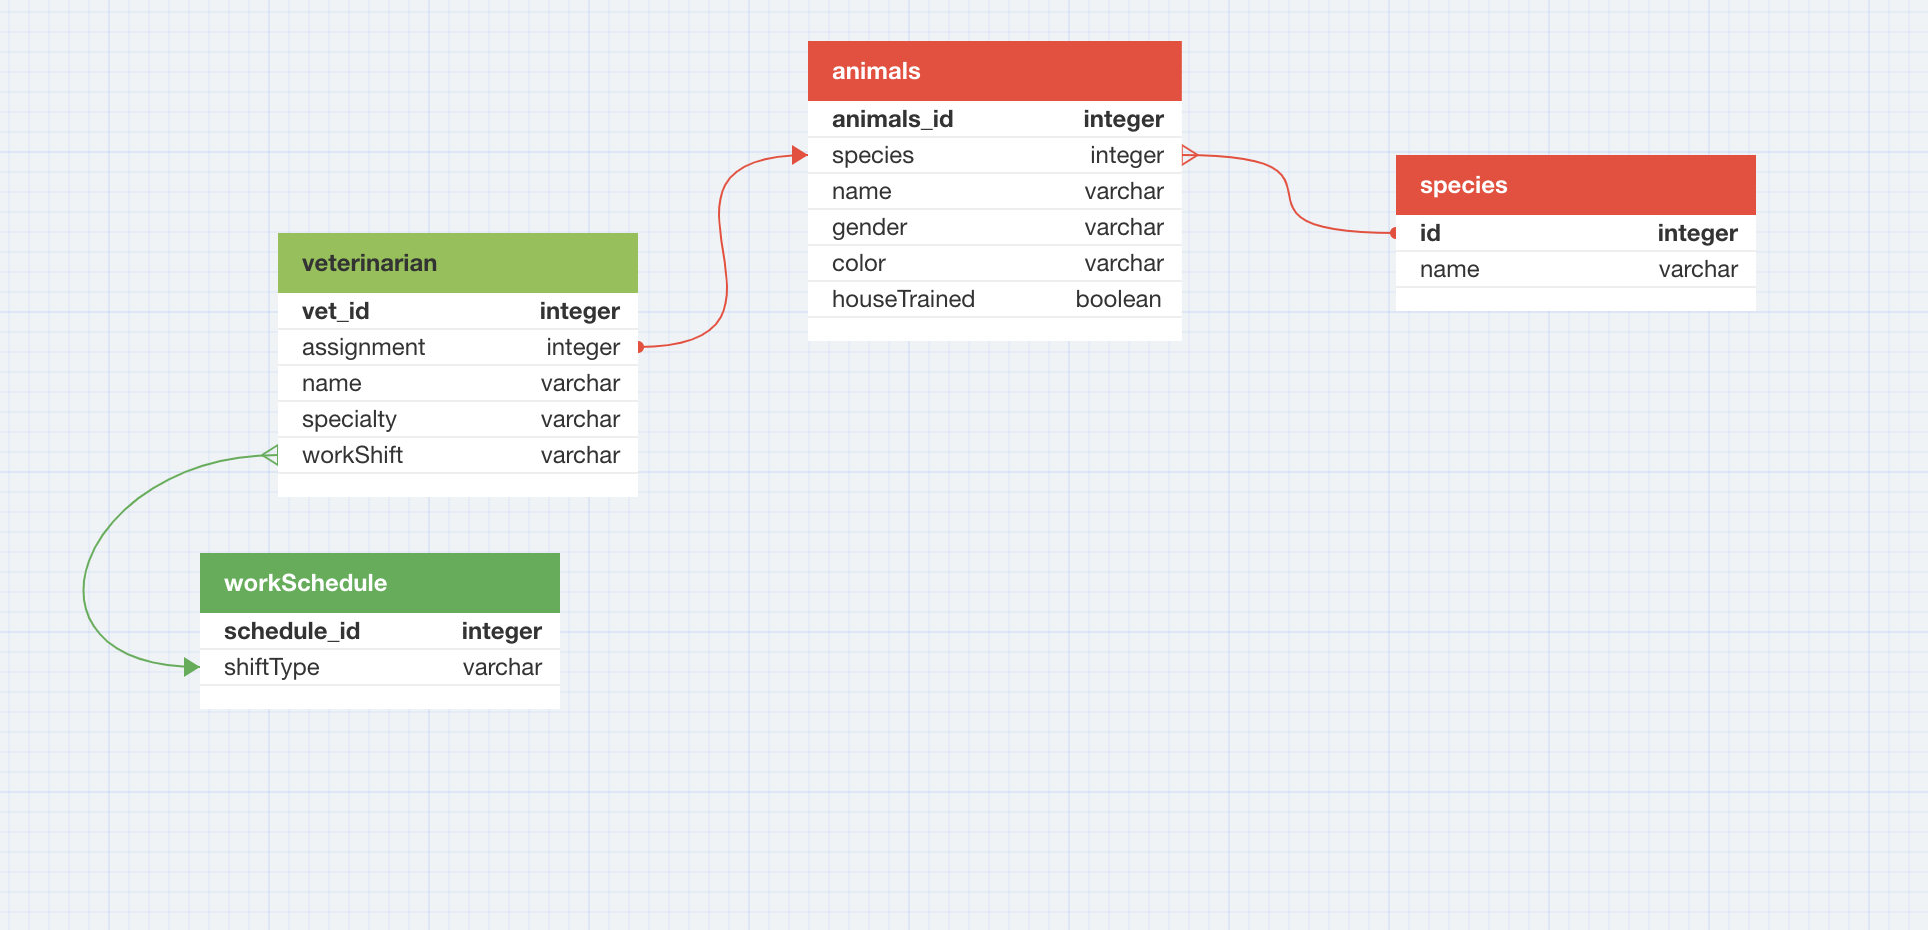 animals
animals_id integer
species integer
name varchar
gender varchar
color varchar
houseTrained boolean
species
id integer
name varchar
veterinarian
vet_id integer
assignment integer
name varchar
specialty varchar
workShift varchar
workSchedule
schedule_id integer
shiftType varchar